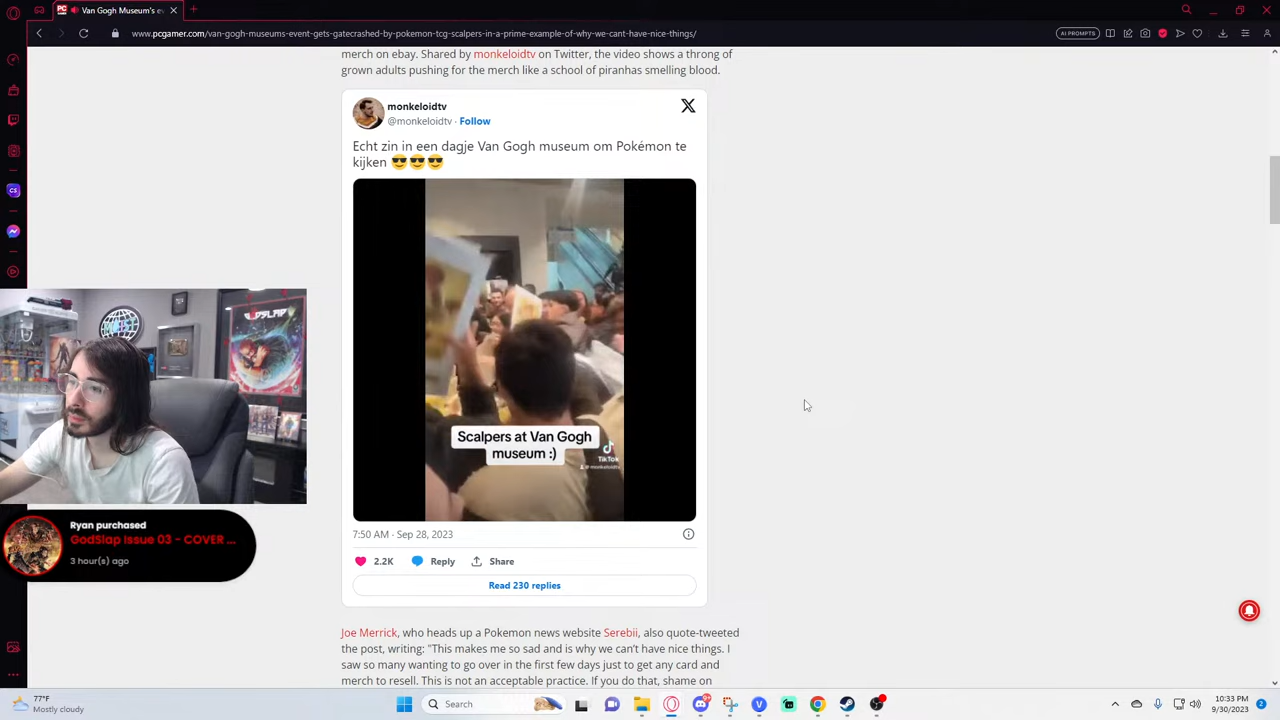 Van Gogh Museum's e
www.pcgamer.com/van-gogh-museums-event-gets-gatecrashed-by-pokemon-tcg-scalpers-in-a-prime-example-of-why-we-cant-have-nice-things/
AI PROMPTS
merch on ebay. Shared by monkeloidtv on Twitter, the video shows a throng of
grown adults pushing for the merch like a school of piranhas smelling blood.
monkeloidtv
@monkeloidtv · Follow
Echt zin in een dagje Van Gogh museum om Pokémon te
kijken 😎😎😎
Scalpers at Van Gogh
museum :)
TikTok
@monkeloidtv
7:50 AM · Sep 28, 2023
2.2K Reply Share
Read 230 replies
Joe Merrick, who heads up a Pokemon news website Serebii, also quote-tweeted
the post, writing: "This makes me so sad and is why we can't have nice things. I
saw so many wanting to go over in the first few days just to get any card and
merch to resell. This is not an acceptable practice. If you do that, shame on
GODSLAP
Ryan purchased
GodSlap Issue 03 - COVER ...
3 hour(s) ago
77°F
Mostly cloudy
Search
10:33 PM
9/30/2023